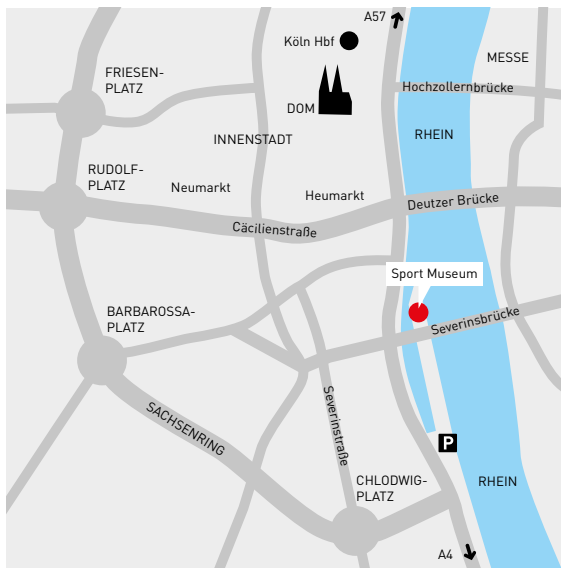 A57
Köln Hbf
MESSE
FRIESEN-
PLATZ
Hochzollernbrücke
DOM
RHEIN
INNENSTADT
RUDOLF-
PLATZ
Neumarkt
Heumarkt
Deutzer Brücke
Cäcilienstraße
Sport Museum
BARBAROSSA-
PLATZ
Severinsbrücke
Severinstraße
SACHSENRING
P
CHLODWIG-
PLATZ
RHEIN
A4